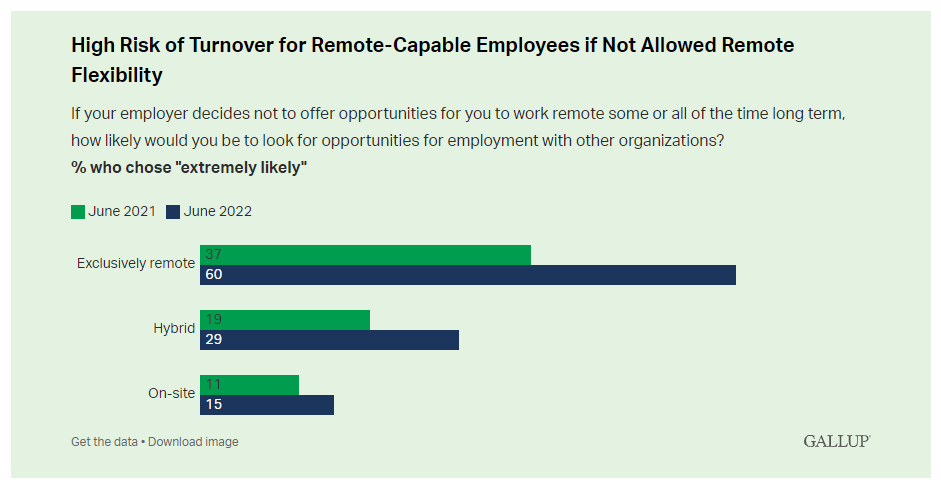 High Risk of Turnover for Remote-Capable Employees if Not Allowed Remote
Flexibility
If your employer decides not to offer opportunities for you to work remote some or all of the time long term,
how likely would you be to look for opportunities for employment with other organizations?
% who chose "extremely likely"
June 2021 June 2022
Exclusively remote
37
60
Hybrid
19
29
On-site
11
15
Get the data • Download image
GALLUP®